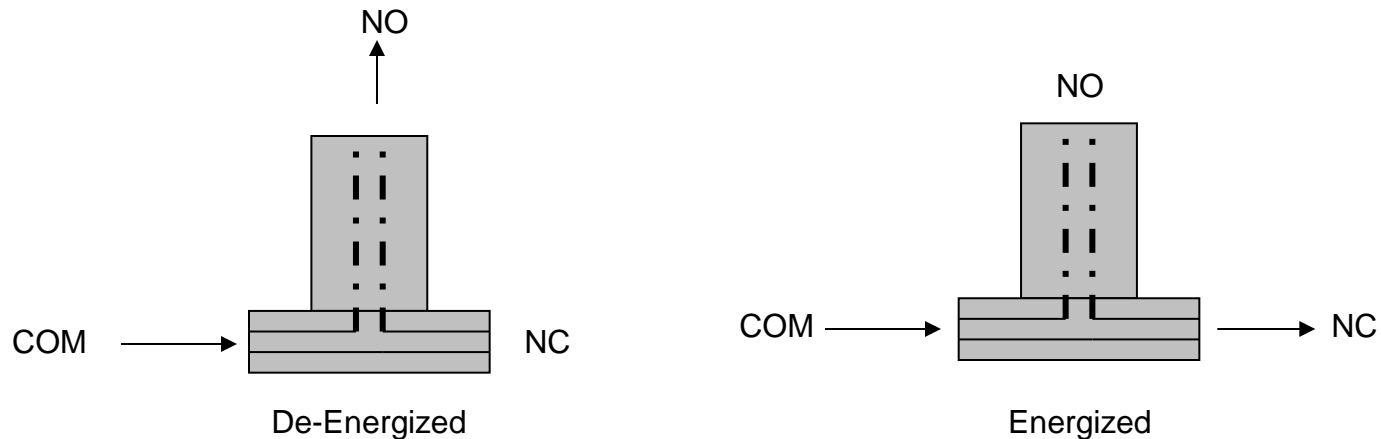 NO
COM
NC
De-Energized
NO
COM
NC
Energized